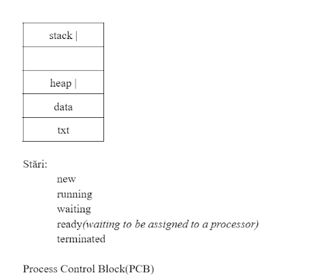 stack |
heap |
data
txt
Stări:
new
running
waiting
ready(waiting to be assigned to a processor)
terminated
Process Control Block(PCB)